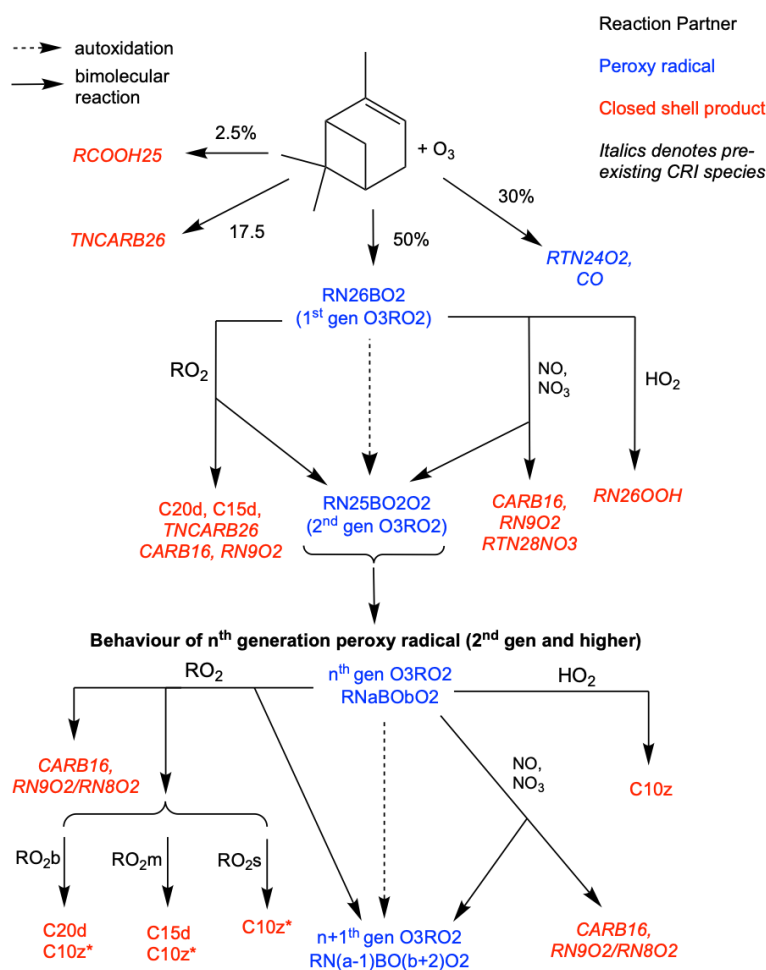 autoxidation
bimolecular
reaction
Reaction Partner
Peroxy radical
Closed shell product
Italics denotes pre-
existing CRI species
2.5%
RCOOH25
+ O3
TNCARB26
17.5
50%
30%
RTN24O2,
CO
RN26BO2
(1st gen O3RO2)
RO2
NO,
NO3
HO2
C20d, C15d,
TNCARB26
CARB16, RN9O2
RN25BO2O2
(2nd gen O3RO2)
CARB16,
RN9O2
RTN28NO3
RN26OOH
Behaviour of nth generation peroxy radical (2nd gen and higher)
RO2
nth gen O3RO2
RNaBObO2
HO2
CARB16,
RN9O2/RN8O2
NO,
NO3
C10z
RO2b
RO2m
RO2s
C20d
C10z*
C15d
C10z*
C10z*
n+1th gen O3RO2
RN(a-1)BO(b+2)O2
CARB16,
RN9O2/RN8O2